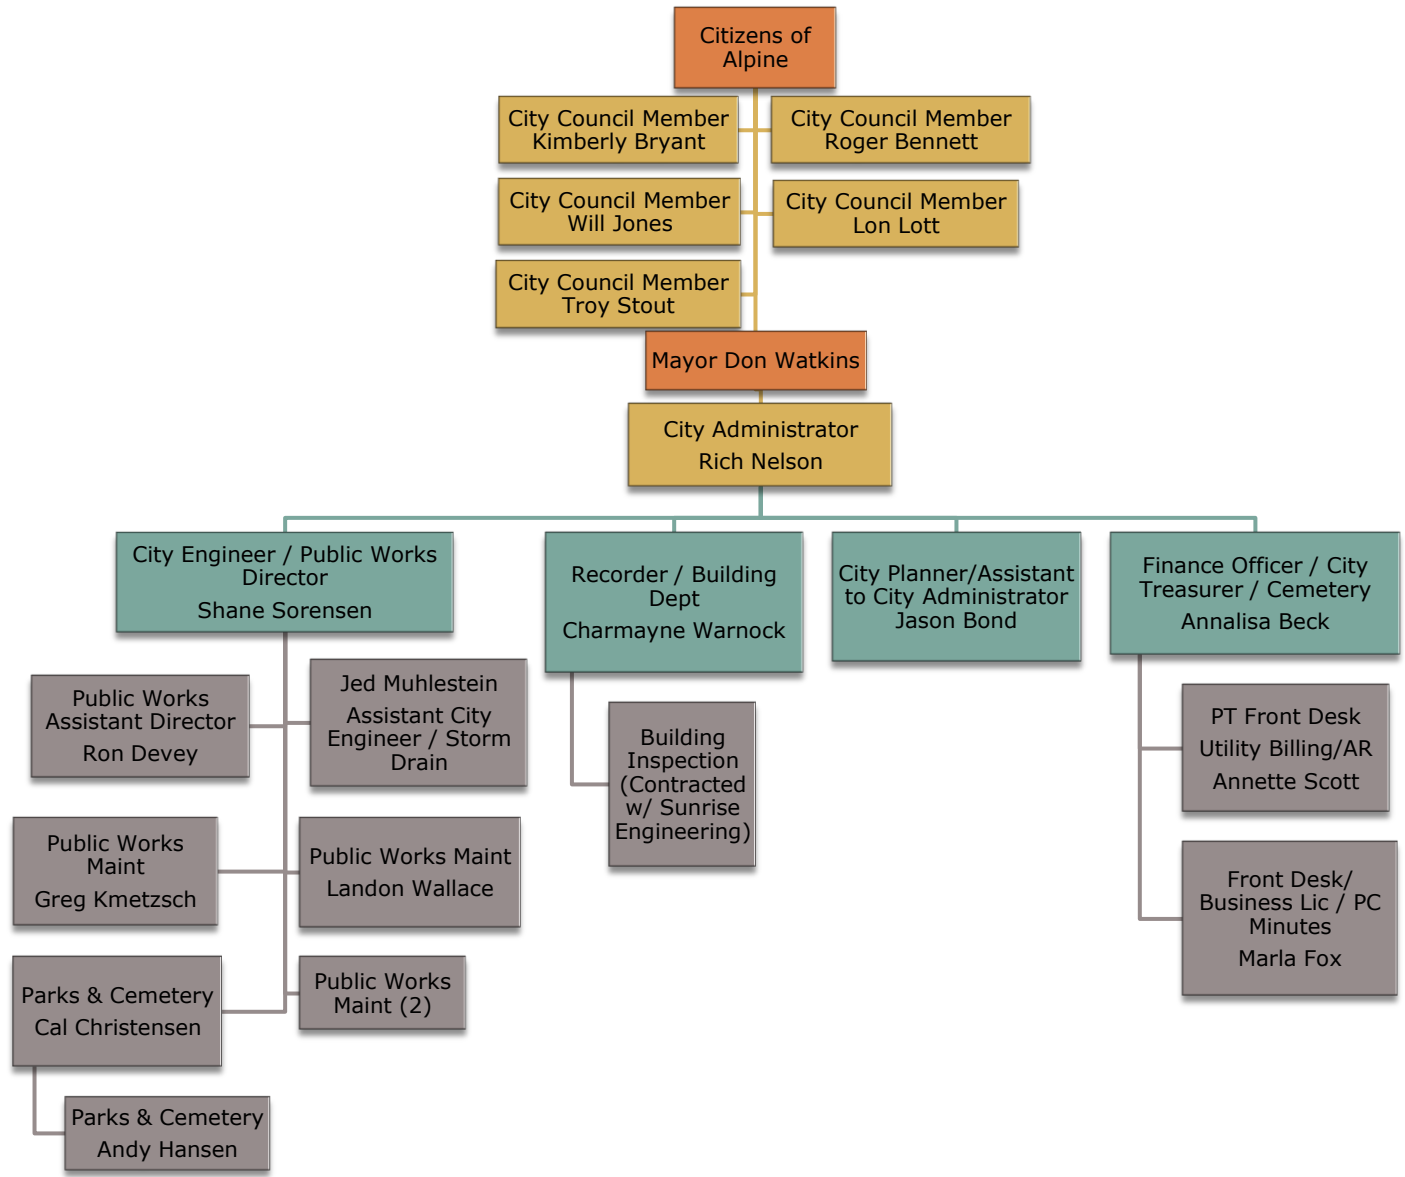 Citizens of
Alpine
City Council Member
Kimberly Bryant
City Council Member
Roger Bennett
City Council Member
Will Jones
City Council Member
Lon Lott
City Council Member
Troy Stout
Mayor Don Watkins
City Administrator
Rich Nelson
City Engineer / Public Works
Director
Shane Sorensen
Recorder / Building
Dept
Charmayne Warnock
City Planner/Assistant
to City Administrator
Jason Bond
Finance Officer / City
Treasurer / Cemetery
Annalisa Beck
Public Works
Assistant Director
Ron Devey
Jed Muhlestein
Assistant City
Engineer / Storm
Drain
Public Works
Maint
Greg Kmetzsch
Public Works Maint
Landon Wallace
Parks & Cemetery
Cal Christensen
Public Works
Maint (2)
Parks & Cemetery
Andy Hansen
Building
Inspection
(Contracted
w/ Sunrise
Engineering)
PT Front Desk
Utility Billing/AR
Annette Scott
Front Desk/
Business Lic / PC
Minutes
Marla Fox